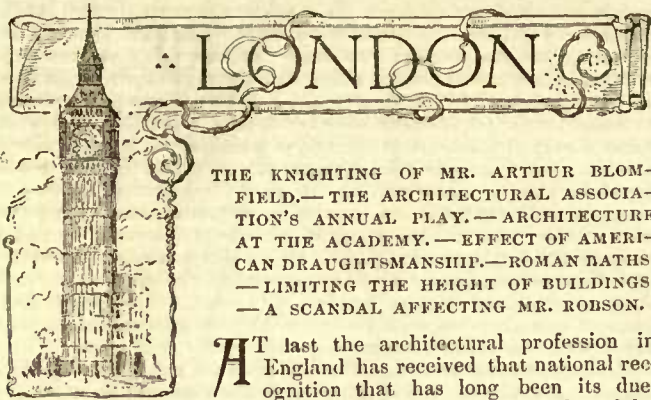 LONDON
THE KNIGHTING OF MR. ARTHUR BLOM-
FIELD.—THE ARCHITECTURAL ASSOCIA-
TION'S ANNUAL PLAY.—ARCHITECTURE
AT THE ACADEMY.—EFFECT OF AMERI-
CAN DRAUGHTSMANSHIP.—ROMAN BATHS
—LIMITING THE HEIGHT OF BUILDINGS
—A SCANDAL AFFECTING MR. ROBSON.
AT last the architectural profession in
England has received that national rec-
ognition that has long been its due